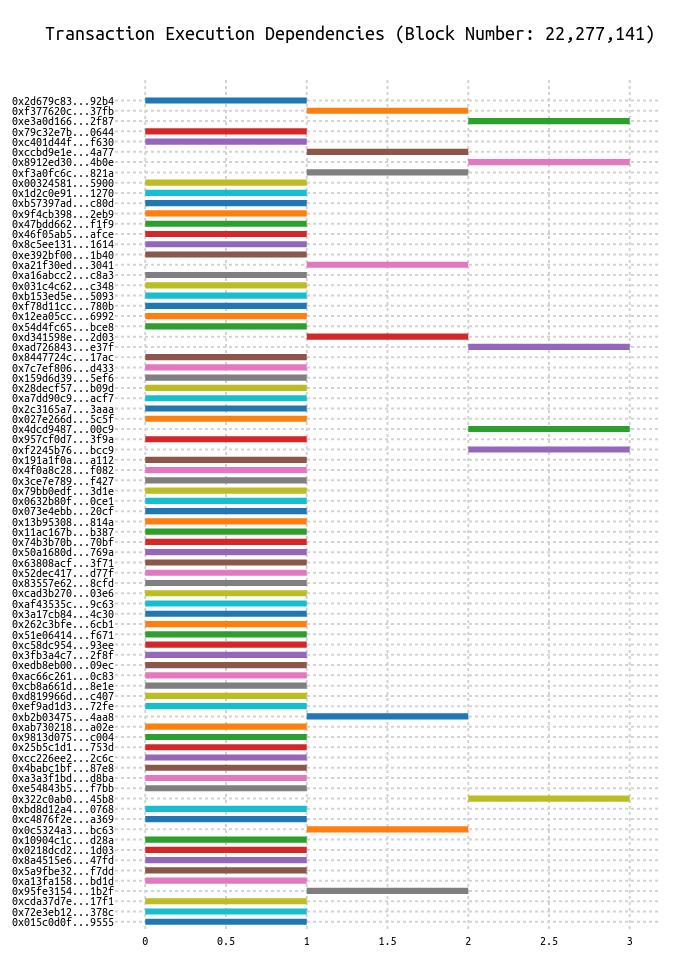 Transaction Execution Dependencies (Block Number: 22,277,141)
0x2d679c83...92b4
0xf377620c...37fb
0xe3a0d166...2f87
0x79c32e7b...0644
0xc401d44f...f630
0xccbd9e1e...4a77
0x8912ed30...4b0e
0xf3a0fc6c...821a
0x00324581...5900
0x1d2c0e91...1270
0xb57397ad...c80d
0x9f4cb398...2eb9
0x47bdd662...f1f9
0x46f05ab5...afce
0x8c5ee131...1614
0xe392bf00...1b40
0xa21f30ed...3041
0xa16abcc2...c8a3
0x031c4c62...c348
0xb153ed5e...5093
0xf78d11cc...780b
0x12ea05cc...6992
0x54d4fc65...bce8
0xd341598e...2d03
0xad726843...e37f
0x8447724c...17ac
0x7c7ef806...d433
0x159d6d39...5ef6
0x28decf57...b09d
0xa7dd90c9...acf7
0x2c3165a7...3aaa
0x027e266d...5c5f
0x4dcd9487...00c9
0x957cf0d7...3f9a
0xf2245b76...bcc9
0x191a1f0a...a112
0x4f0a8c28...f082
0x3ce7e789...f427
0x79bb0edf...3d1e
0x0632b80f...0ce1
0x073e4ebb...20cf
0x13b95308...814a
0x11ac167b...b387
0x74b3b70b...70bf
0x50a1680d...769a
0x63808acf...3f71
0x52dec417...d77f
0x83557e62...8cfd
0xcad3b270...03e6
0xaf43535c...9c63
0x3a17cb84...4c30
0x262c3bfe...6cb1
0x51e06414...f671
0xc58dc954...93ee
0x3fb3a4c7...2f8f
0xedb8eb00...09ec
0xac66c261...0c83
0xcb8a661d...8e1e
0xd819966d...c407
0xef9ad1d3...72fe
0xb2b03475...4aa8
0xab730218...a02e
0x9813d075...c004
0x25b5c1d1...753d
0xcc226ee2...2c6c
0x4babc1bf...87e8
0xa3a3f1bd...d8ba
0xe54843b5...f7bb
0x322c0ab0...45b8
0xbd8d12a4...0768
0xc4876f2e...a369
0x0c5324a3...bc63
0x10904c1c...d28a
0x0218dcd2...1d03
0x8a4515e6...47fd
0x5a9fbe32...f7dd
0xa13fa158...bd1d
0x95fe3154...1b2f
0xcda37d7e...17f1
0x72e3eb12...378c
0x015c0d0f...9555
0 0.5 1 1.5 2 2.5 3